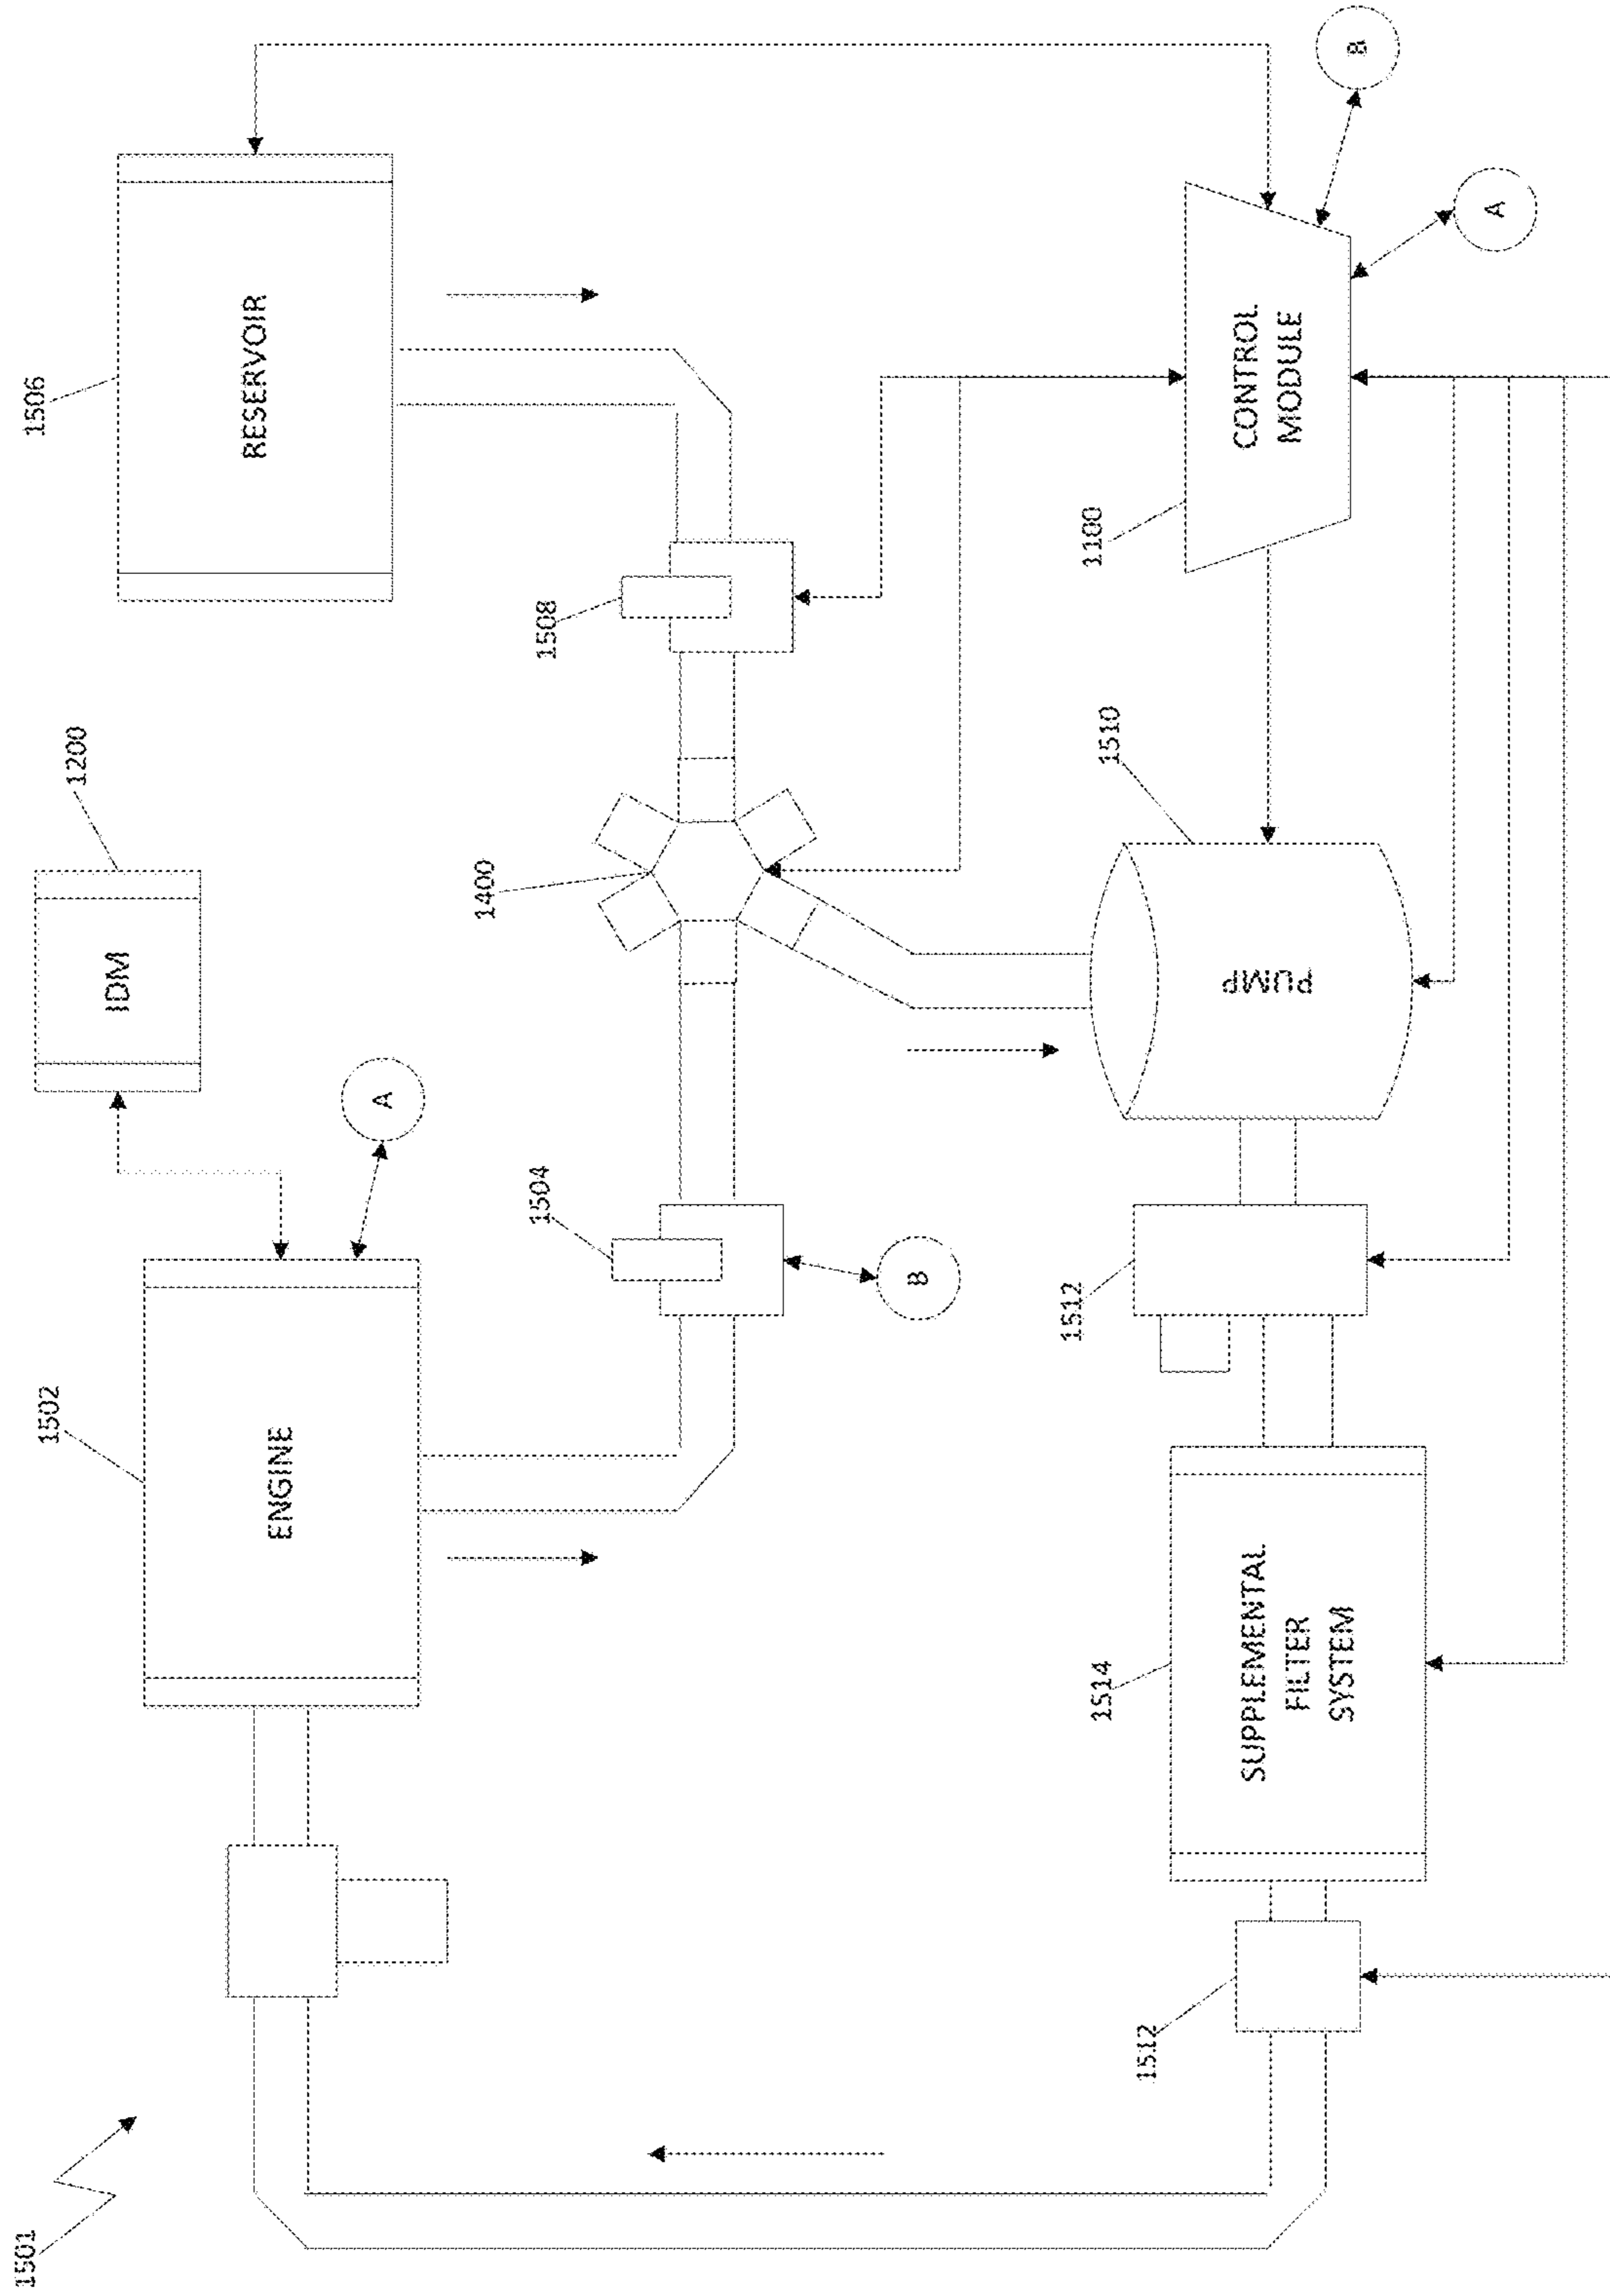 1501
1502
ENGINE
1200
IDM
1506
RESERVOIR
A
1504
1400
1508
B
1512
1514
SUPPLEMENTAL
FILTER
SYSTEM
1512
1510
PUMP
1100
CONTROL
MODULE
A
B